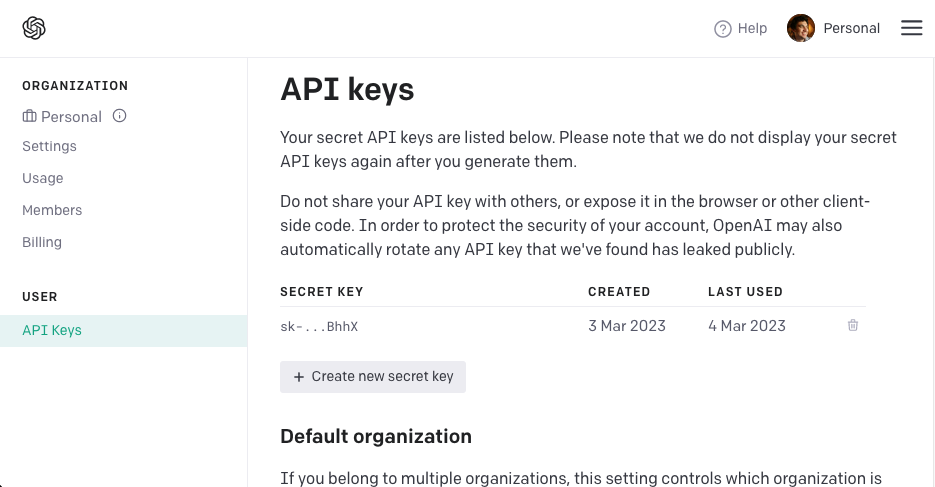 Help
Personal
ORGANIZATION
Personal
Settings
Usage
Members
Billing
USER
API Keys
API keys
Your secret API keys are listed below. Please note that we do not display your secret
API keys again after you generate them.
Do not share your API key with others, or expose it in the browser or other client-
side code. In order to protect the security of your account, OpenAI may also
automatically rotate any API key that we've found has leaked publicly.
SECRET KEY CREATED LAST USED
sk-...BhhX 3 Mar 2023 4 Mar 2023
+ Create new secret key
Default organization
If you belong to multiple organizations, this setting controls which organization is